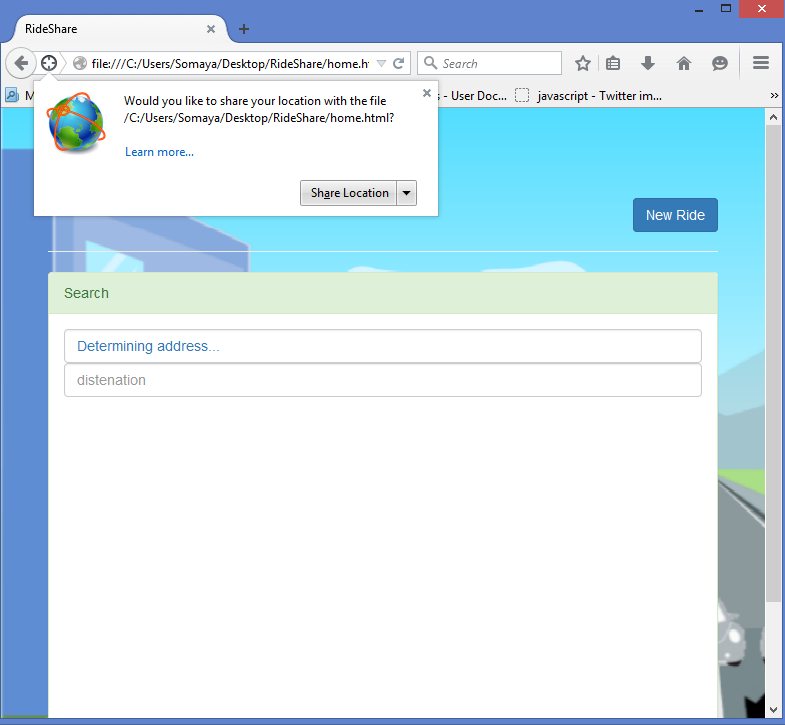 RideShare
file:///C:/Users/Somaya/Desktop/RideShare/home.h
Search
- User Doc...
javascript - Twitter im...
Would you like to share your location with the file
/C:/Users/Somaya/Desktop/RideShare/home.html?
Learn more...
Share Location
New Ride
Search
Determining address...
distenation